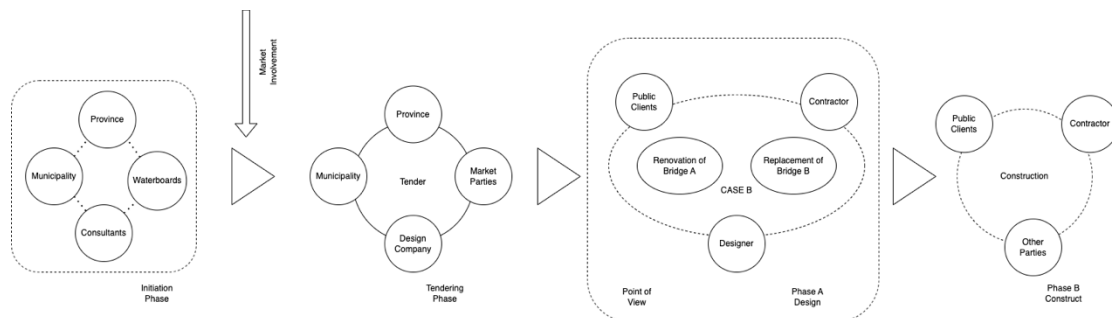 Market
Involvement
Province
Municipality
Waterboards
Consultants
Initiation
Phase
Province
Municipality
Tender
Market
Parties
Design
Company
Tendering
Phase
Public
Clients
Contractor
Renovation of
Bridge A
Replacement of
Bridge B
CASE B
Designer
Point of
View
Phase A
Design
Public
Clients
Contractor
Construction
Other
Parties
Phase B
Construct